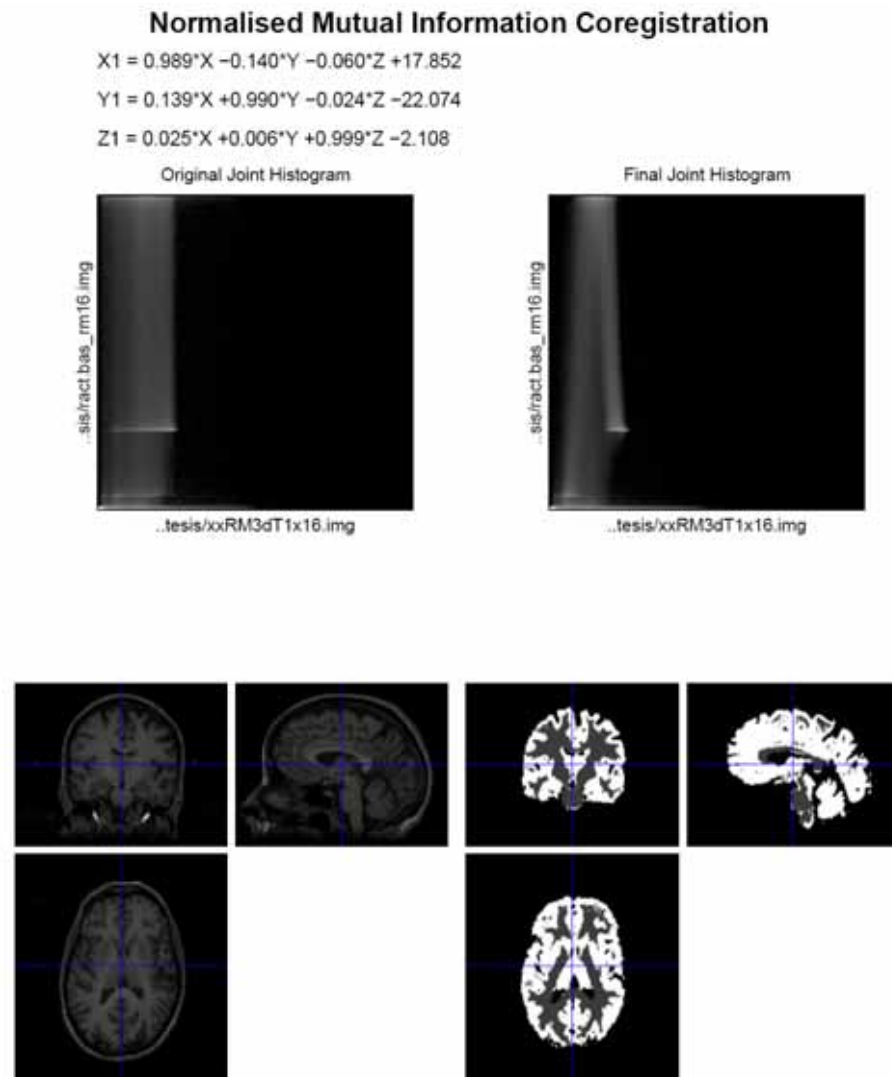 Normalised Mutual Information Coregistration
X1 = 0.989*X −0.140*Y −0.060*Z +17.852
Y1 = 0.139*X +0.990*Y −0.024*Z −22.074
Z1 = 0.025*X +0.006*Y +0.999*Z −2.108
Original Joint Histogram
Final Joint Histogram
..sis/ract.bas_rm16.img
..sis/ract.bas_rm16.img
..tesis/xxRM3dT1x16.img
..tesis/xxRM3dT1x16.img